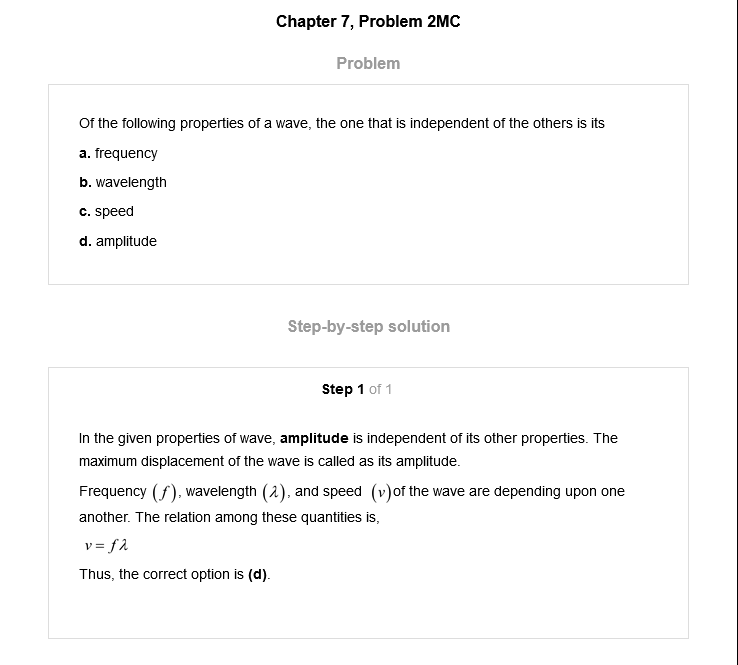 Chapter 7, Problem 2MC
Problem
Of the following properties of a wave, the one that is independent of the others is its
a. frequency
b. wavelength
c. speed
d. amplitude
Step-by-step solution
Step 1 of 1
In the given properties of wave, amplitude is independent of its other properties. The
maximum displacement of the wave is called as its amplitude.
Frequency (f), wavelength (λ), and speed (v)of the wave are depending upon one
another. The relation among these quantities is,
v = fλ
Thus, the correct option is (d).